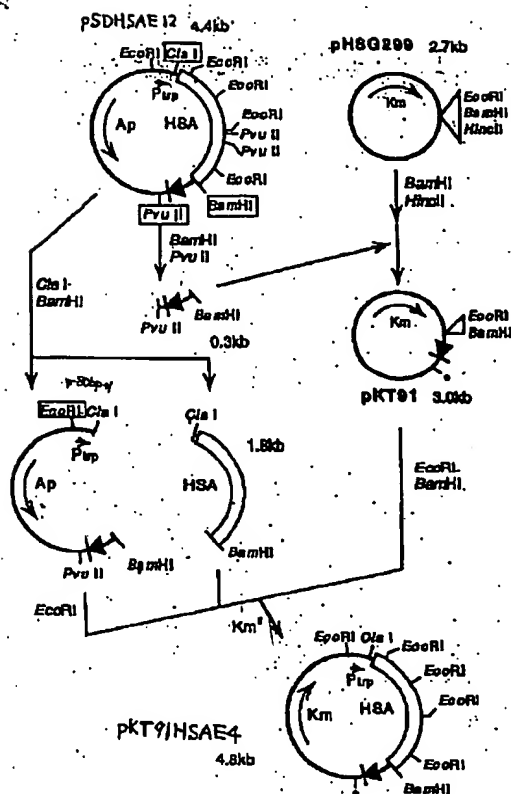 pSDHSAE12 4.4kb
EcoRI Cla I EcoRI
Ptrp
EcoRI
Ap HSA
EcoRI
Pvu II
Pvu II
EcoRI
Pvu II
BamHI
pHSG299 2.7kb
Km
EcoRI
BamHI
HincII
BamHI
HincII
BamHI
Pvu II
Cla I-
BamHI
Pvu II BamHI
0.3kb
Km
EcoRI
BamHI
pKT91 3.0kb
EcoRI Cla I
Ptrp
Ap
Pvu II
BamHI
Cla I
1.8kb
HSA
BamHI
EcoRI-
BamHI
EcoRI
Km
EcoRI Cla I EcoRI
Ptrp
EcoRI
Km HSA
EcoRI
EcoRI
BamHI
pKT91HSAE4
4.8kb